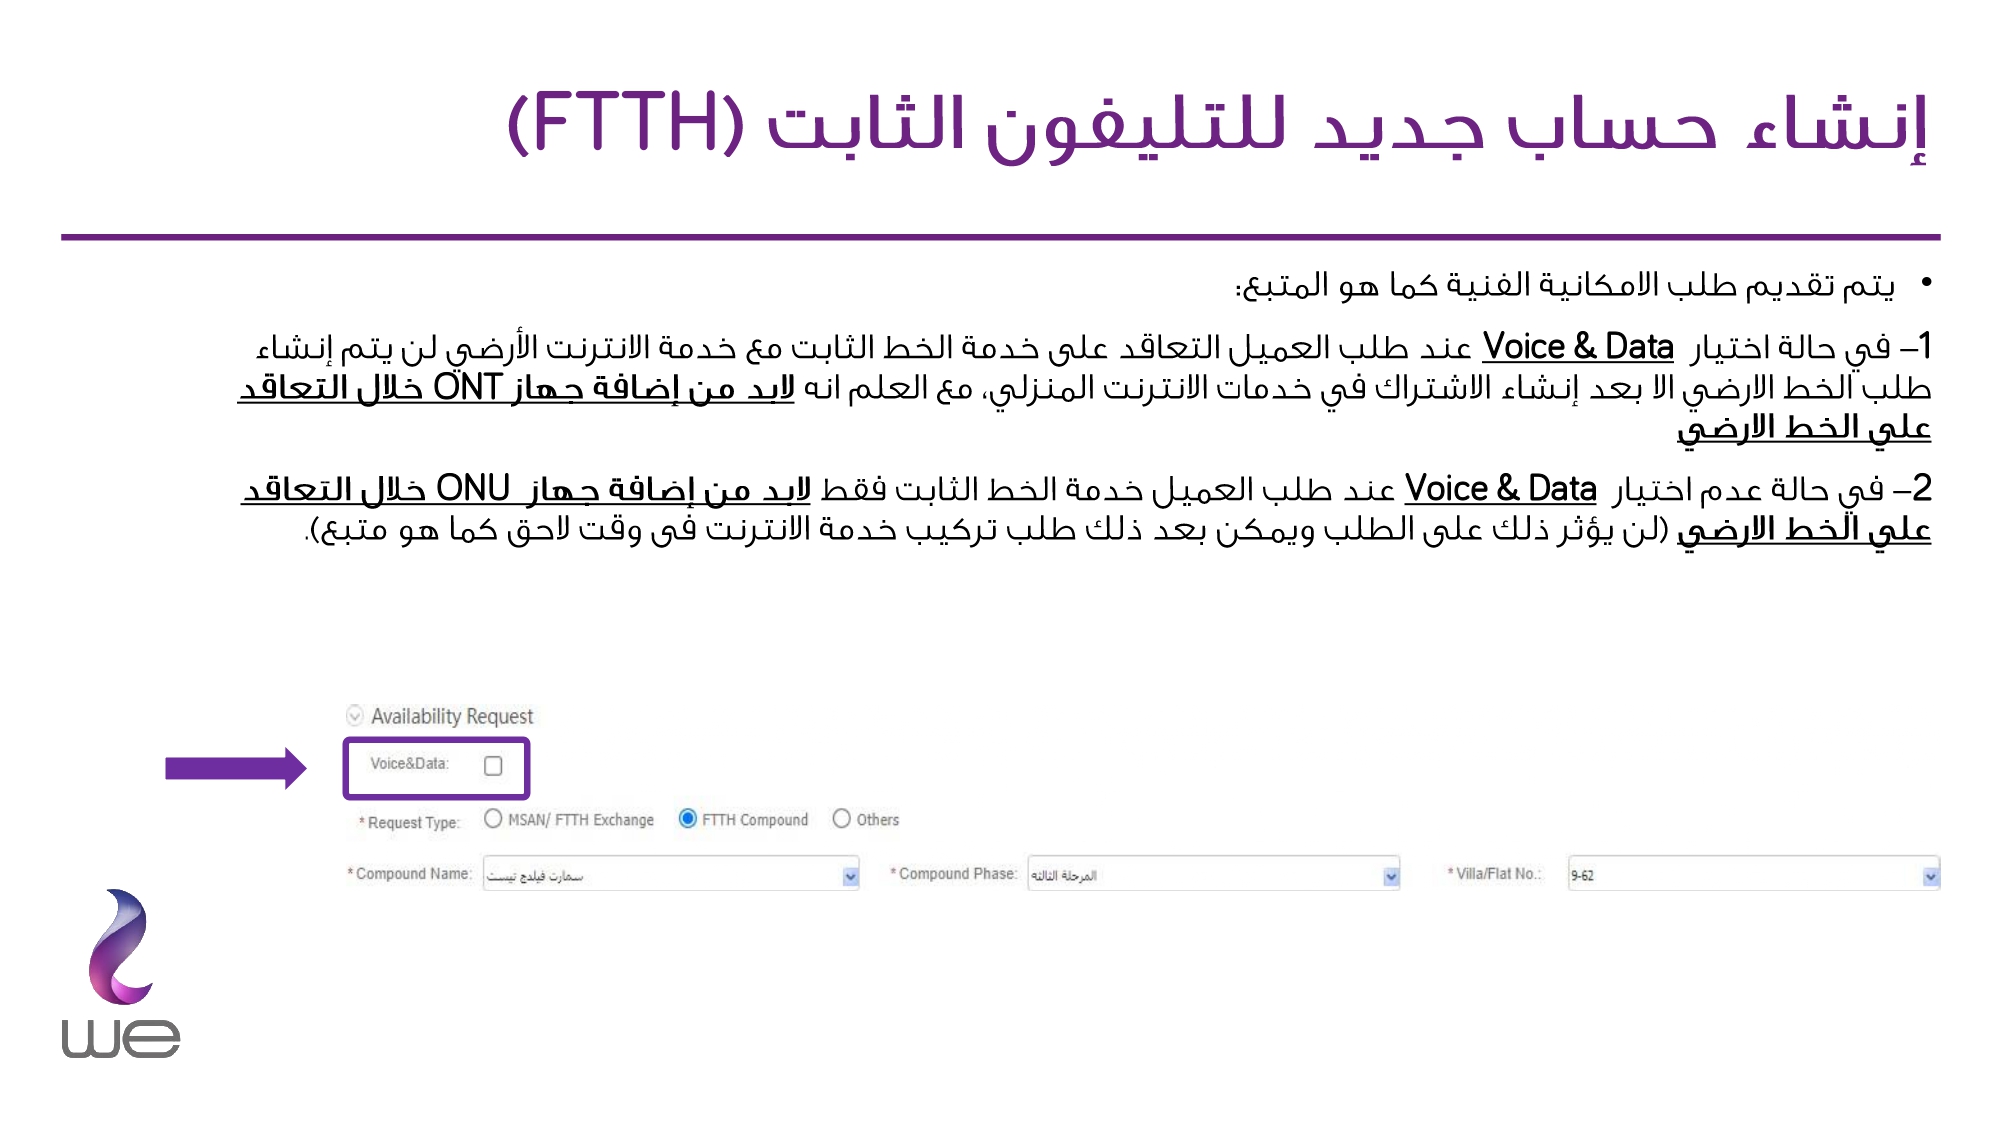 إنشاء حساب جديد للتليفون الثابت (FTTH)
• يتم تقديم طلب الامكانية الفنية كما هو المتبع:
1– في حالة اختيار Voice & Data عند طلب العميل التعاقد على خدمة الخط الثابت مع خدمة الانترنت الأرضي لن يتم إنشاء
طلب الخط الارضي الا بعد إنشاء الاشتراك في خدمات الانترنت المنزلي، مع العلم انه لابد من إضافة جهاز ONT خلال التعاقد
علي الخط الارضي
2– في حالة عدم اختيار Voice & Data عند طلب العميل خدمة الخط الثابت فقط لابد من إضافة جهاز ONU خلال التعاقد
علي الخط الارضي (لن يؤثر ذلك على الطلب ويمكن بعد ذلك طلب تركيب خدمة الانترنت فى وقت لاحق كما هو متبع).
Availability Request
Voice&Data:
* Request Type: MSAN/ FTTH Exchange FTTH Compound Others
* Compound Name: سمارت فيلدج نيست * Compound Phase: المرحلة الثالثه * Villa/Flat No.: 9-62
we